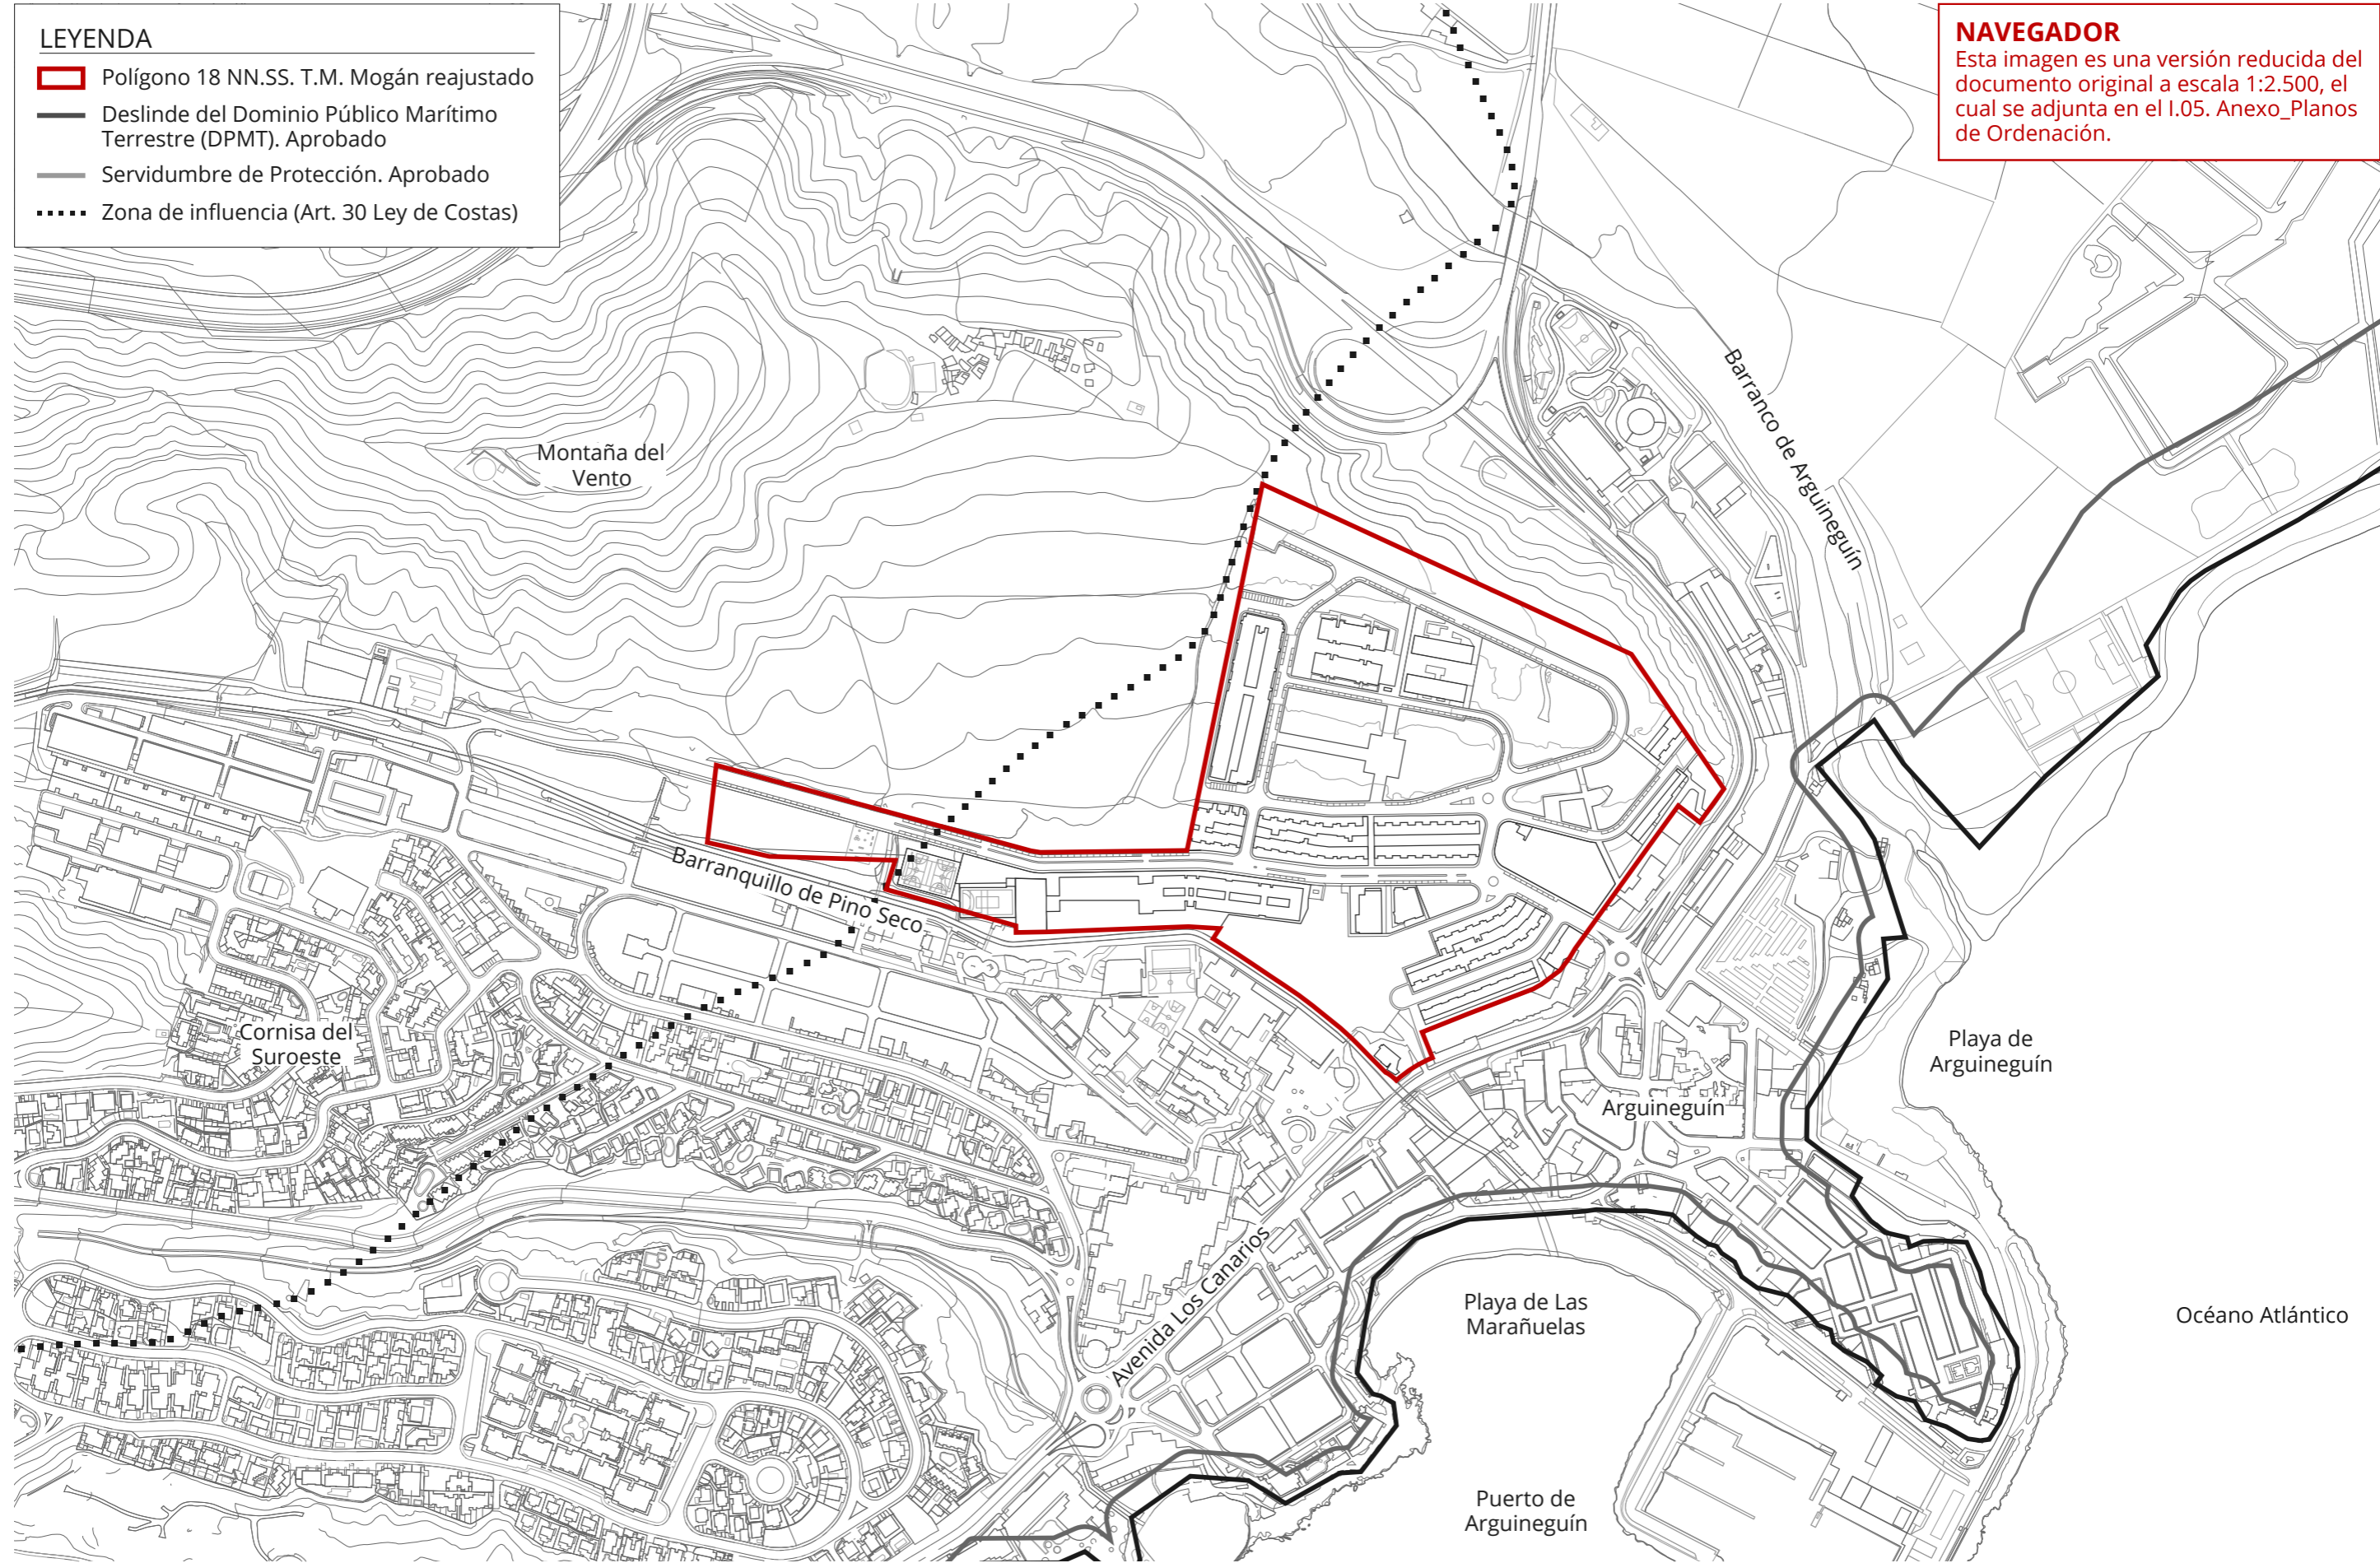 LEYENDA
Polígono 18 NN.SS. T.M. Mogán reajustado
Deslinde del Dominio Público Marítimo
Terrestre (DPMT). Aprobado
Servidumbre de Protección. Aprobado
Zona de influencia (Art. 30 Ley de Costas)
NAVEGADOR
Esta imagen es una versión reducida del
documento original a escala 1:2.500, el
cual se adjunta en el I.05. Anexo_Planos
de Ordenación.
Barranco de Arguineguín
Montaña del
Vento
Barranquillo de Pino Seco
Cornisa del
Suroeste
Playa de
Arguineguín
Arguineguín
Avenida Los Canarios
Playa de Las
Marañuelas
Océano Atlántico
Puerto de
Arguineguín